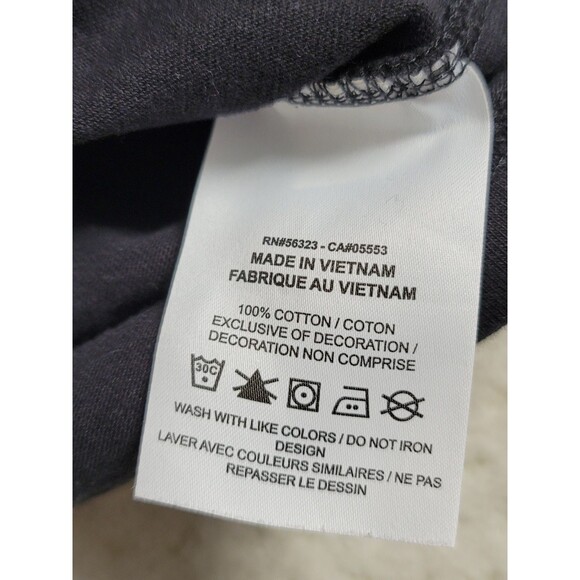 RN#56323 - CA#05553
MADE IN VIETNAM
FABRIQUE AU VIETNAM
100% COTTON / COTON
EXCLUSIVE OF DECORATION /
DECORATION NON COMPRISE
30C
WASH WITH LIKE COLORS / DO NOT IRON
DESIGN
LAVER AVEC COULEURS SIMILAIRES / NE PAS
REPASSER LE DESSIN